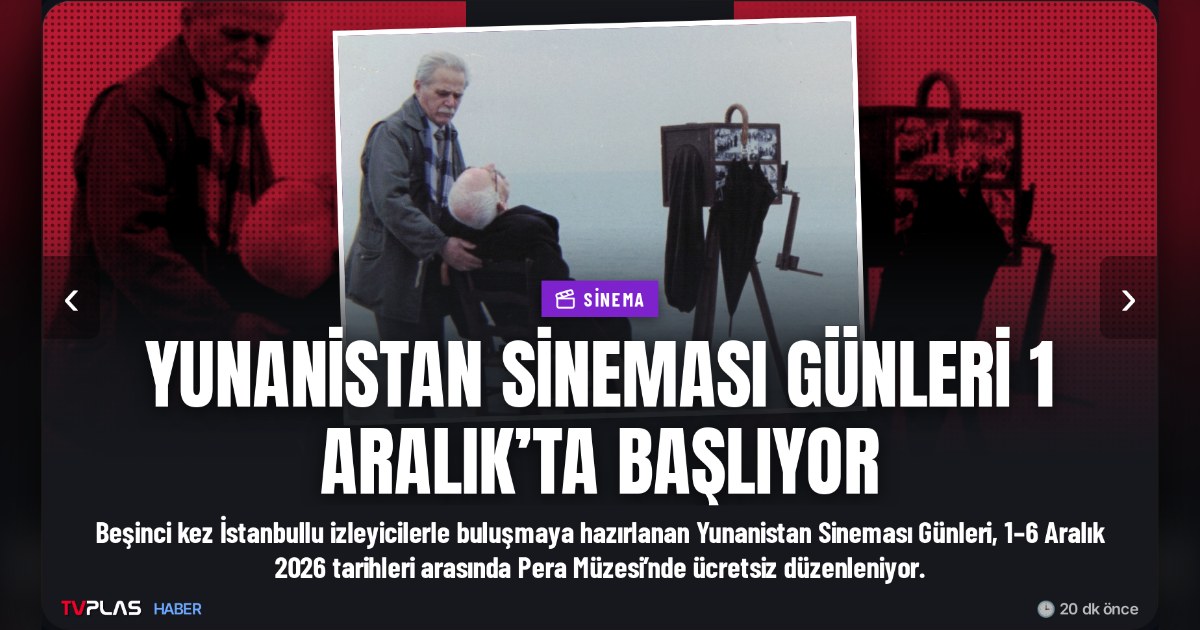 SİNEMA
YUNANİSTAN SİNEMASI GÜNLERİ 1
ARALIK’TA BAŞLIYOR
Beşinci kez İstanbullu izleyicilerle buluşmaya hazırlanan Yunanistan Sineması Günleri, 1–6 Aralık
2026 tarihleri arasında Pera Müzesi’nde ücretsiz düzenleniyor.
TVPLAS HABER
20 dk önce